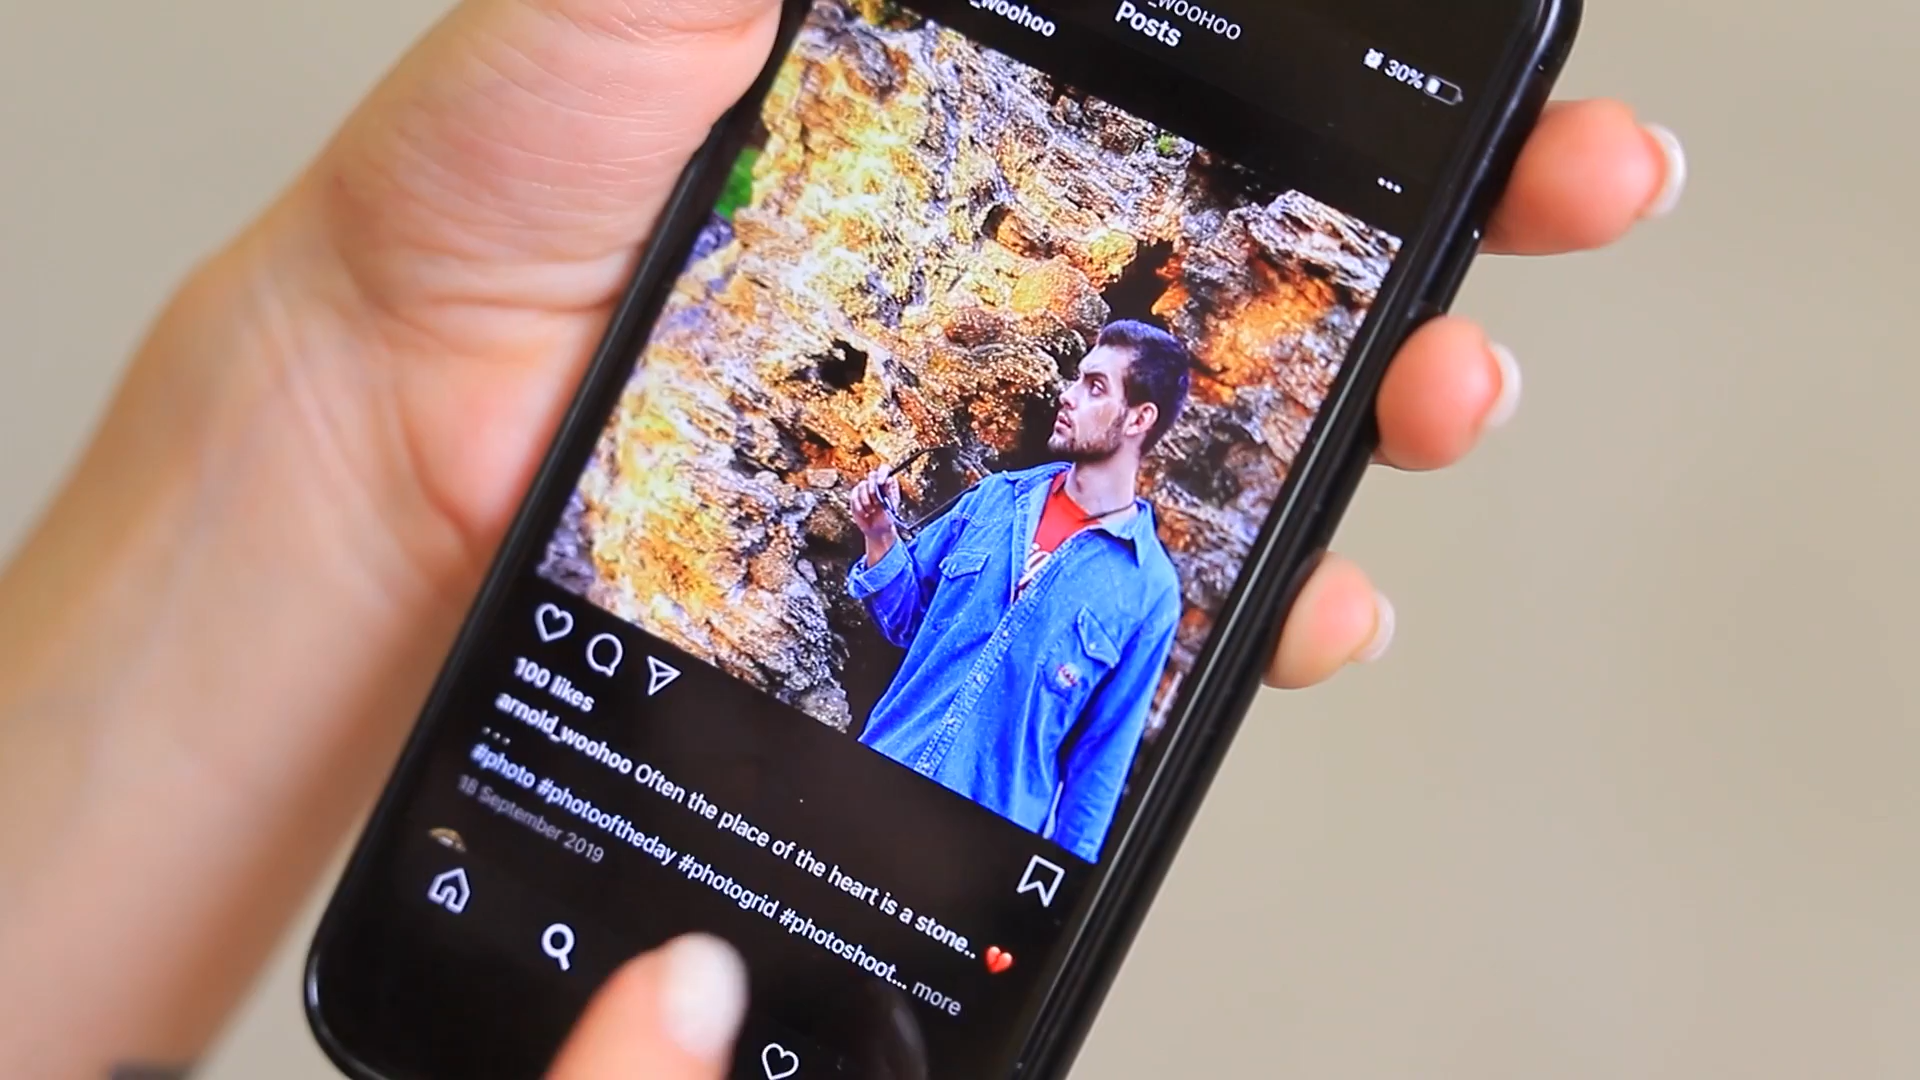 _woohoo
_WOOHOO
Posts
30%
100 likes
arnold_woohoo Often the place of the heart is a stone.. 💔
...
#photo #photooftheday #photogrid #photoshoot... more
18 September 2019